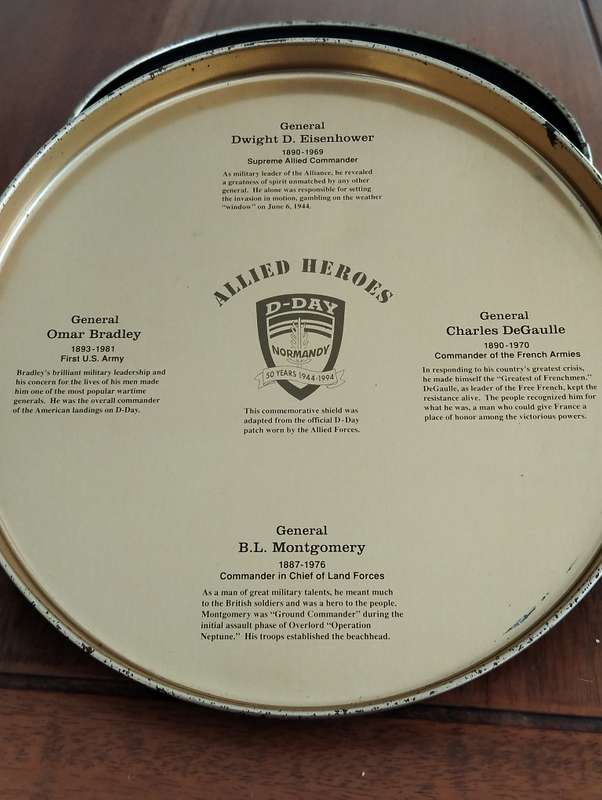 General
Dwight D. Eisenhower
1890-1969
Supreme Allied Commander
As military leader of the Alliance, he revealed
a greatness of spirit unmatched by any other
general. He alone was responsible for setting
the invasion in motion, gambling on the weather
"window" on June 6, 1944.
ALLIED HEROES
D-DAY
NORMANDY
50 YEARS 1944-1994
This commemorative shield was
adapted from the official D-Day
patch worn by the Allied Forces.
General
Omar Bradley
1893-1981
First U.S. Army
Bradley's brilliant military leadership and
his concern for the lives of his men made
him one of the most popular wartime
generals. He was the overall commander
of the American landings on D-Day.
General
Charles DeGaulle
1890-1970
Commander of the French Armies
In responding to his country's greatest crisis,
he made himself the "Greatest of Frenchmen."
DeGaulle, as leader of the Free French, kept the
resistance alive. The people recognized him for
what he was, a man who could give France a
place of honor among the victorious powers.
General
B.L. Montgomery
1887-1976
Commander in Chief of Land Forces
As a man of great military talents, he meant much
to the British soldiers and was a hero to the people.
Montgomery was "Ground Commander" during the
initial assault phase of Overlord "Operation
Neptune." His troops established the beachhead.